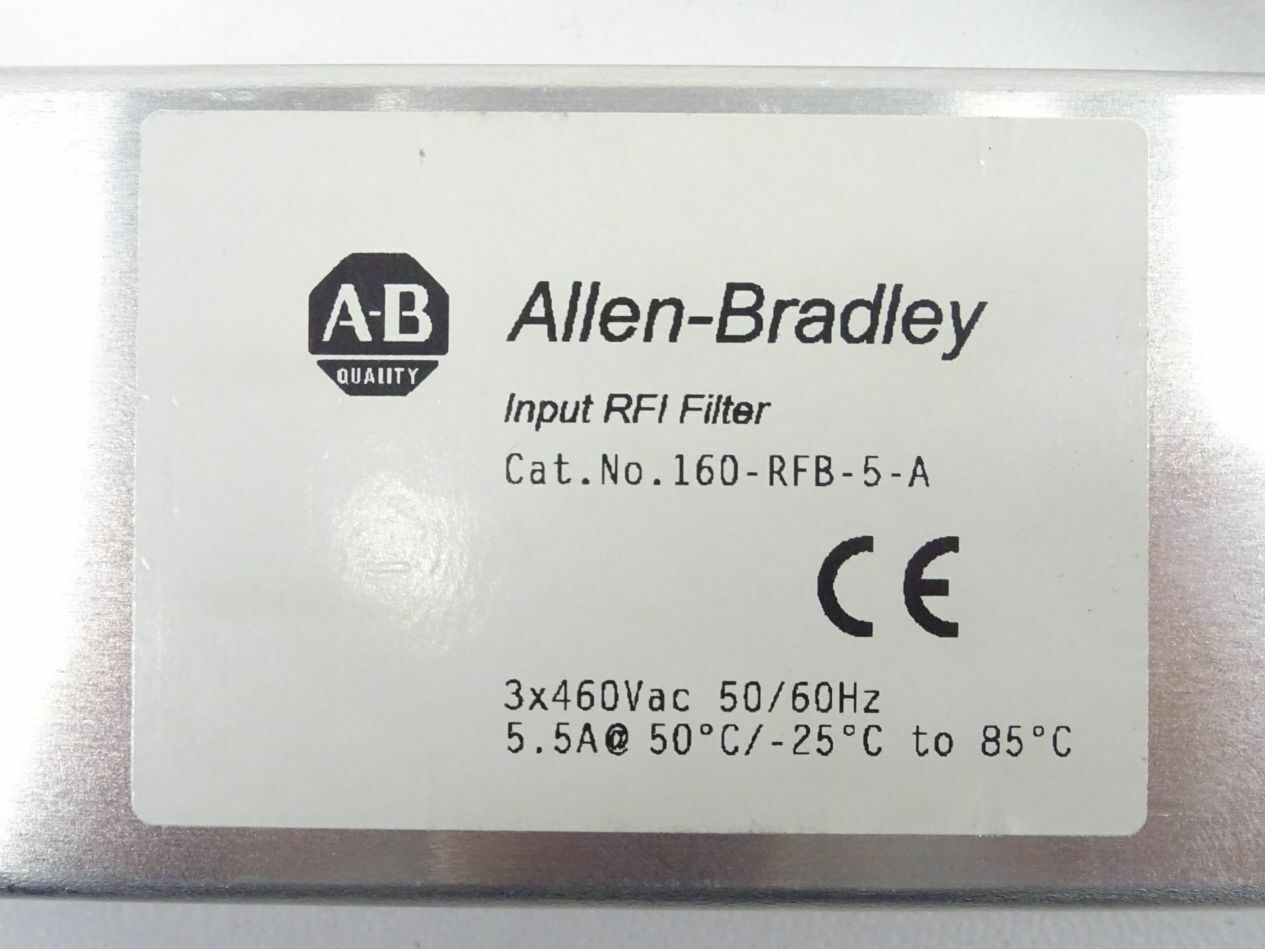 A-B
QUALITY
Allen-Bradley
Input RFI Filter
Cat.No.160-RFB-5-A
CE
3x460Vac 50/60Hz
5.5A@ 50°C/-25°C to 85°C